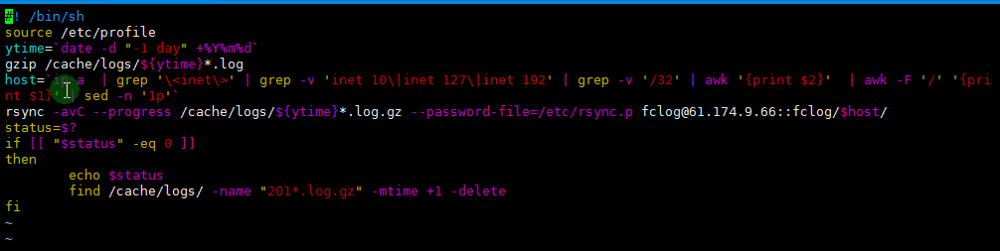 #! /bin/sh
source /etc/profile
ytime=`date -d "-1 day" +%Y%m%d`
gzip /cache/logs/${ytime}*.log
host=`ip a  | grep '\<inet\>' | grep -v 'inet 10\|inet 127\|inet 192' | grep -v '/32' | awk '{print $2}'  | awk -F '/' '{pri
nt $1}' | sed -n '1p'`
rsync -avC --progress /cache/logs/${ytime}*.log.gz --password-file=/etc/rsync.p fclog@61.174.9.66::fclog/$host/
status=$?
if [[ "$status" -eq 0 ]]
then
        echo $status
        find /cache/logs/ -name "201*.log.gz" -mtime +1 -delete
fi
~
~